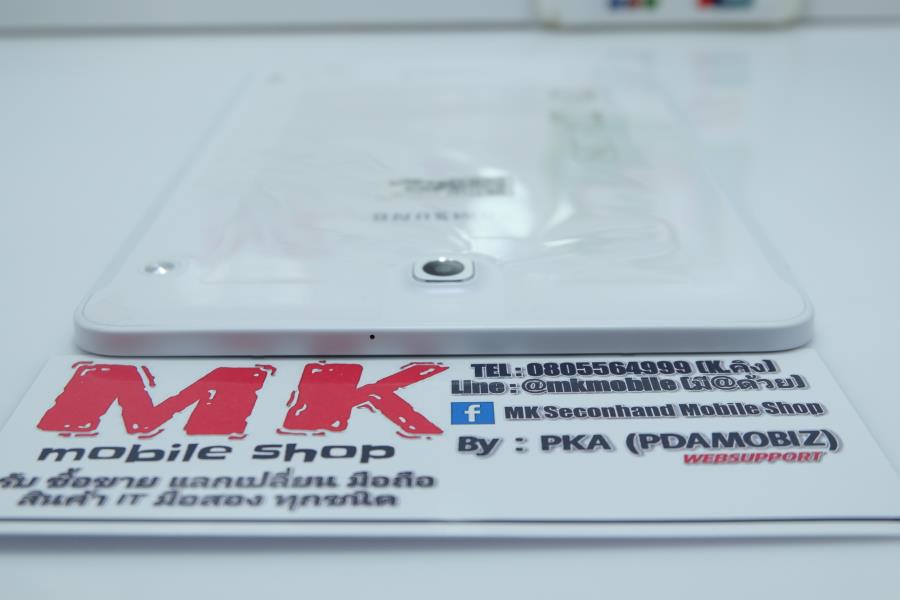 SAMSUNG
MK
mobile shop
รับ ซื้อขาย แลกเปลี่ยน มือถือ
สินค้า IT มือสอง ทุกชนิด
TEL : 0805564999 (K.ลิง)
Line : @mkmobile (มี@ด้วย)
f MK Seconhand Mobile Shop
By : PKA (PDAMOBIZ)
WEBSUPPORT